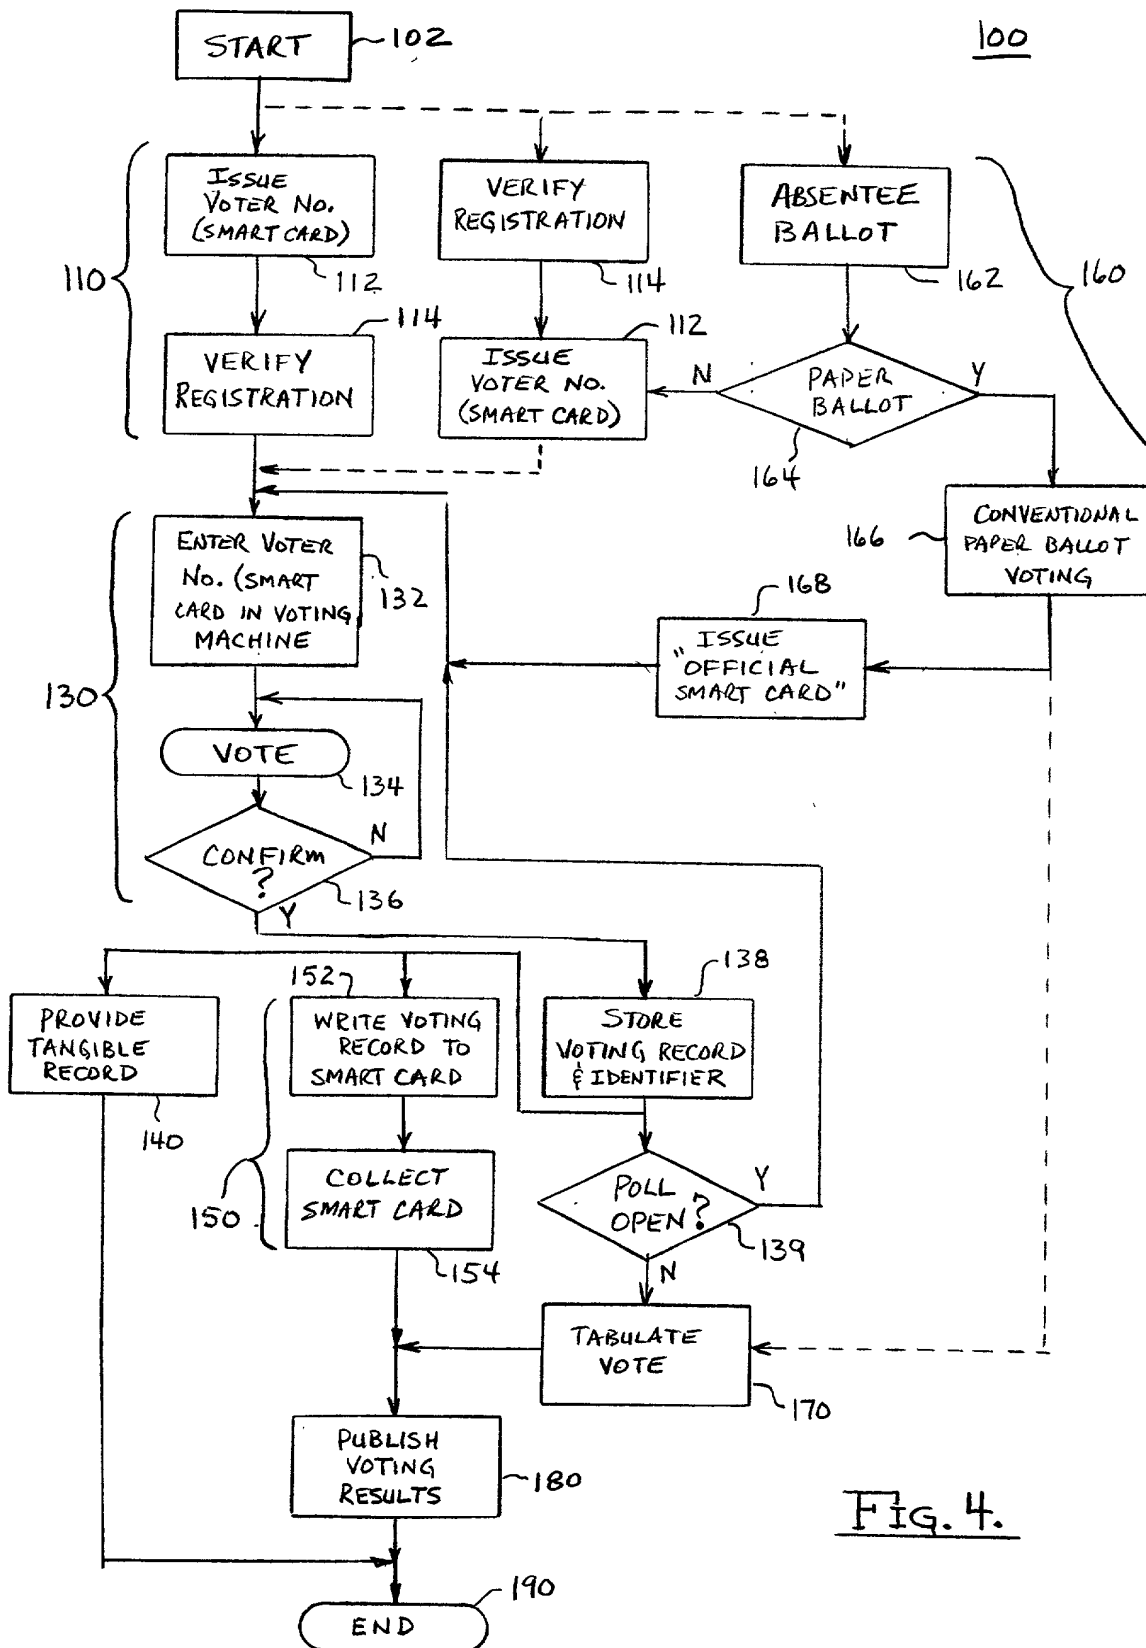 START
102
100
ISSUE
VOTER NO.
(SMART CARD)
112
VERIFY
REGISTRATION
114
ABSENTEE
BALLOT
162
160
110
114
VERIFY
REGISTRATION
112
ISSUE
VOTER NO.
(SMART CARD)
N
PAPER
BALLOT
Y
164
166
CONVENTIONAL
PAPER BALLOT
VOTING
ENTER VOTER
NO. (SMART
CARD IN VOTING
MACHINE
132
168
"ISSUE
OFFICIAL
SMART CARD"
130
VOTE
134
CONFIRM
?
N
136
Y
138
152
PROVIDE
TANGIBLE
RECORD
140
WRITE VOTING
RECORD TO
SMART CARD
STORE
VOTING RECORD
& IDENTIFIER
150
COLLECT
SMART CARD
154
POLL
OPEN?
Y
139
N
TABULATE
VOTE
170
PUBLISH
VOTING
RESULTS
180
FIG. 4.
190
END